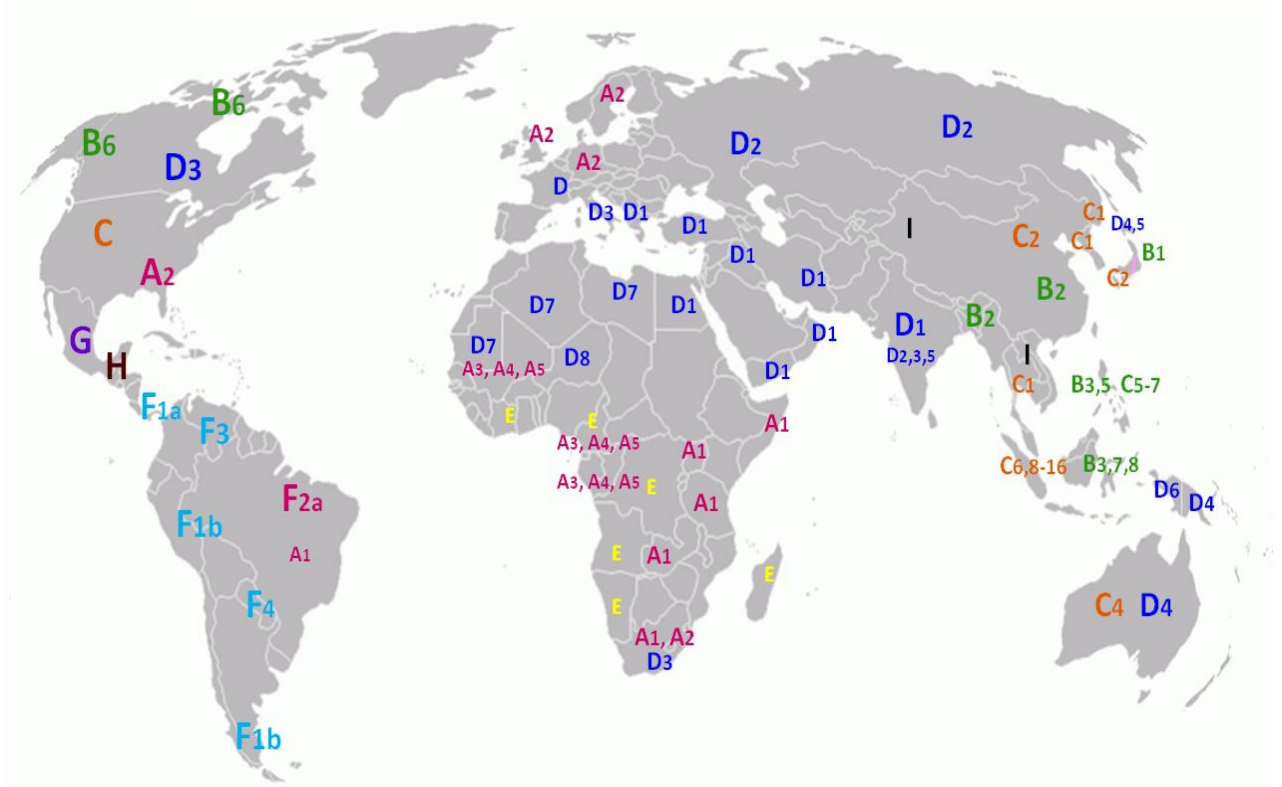 A2
B6
A2
D2
B6
D2
A2
D3
D
D3
D1
D1
C1
D4,5
C
I
C2
C1
B1
D1
A2
D1
C2
D7
D7
D1
B2
B2
D1
D1
D2,3,5
G
D7
D8
D1
I
H
A3, A4, A5
D1
C1
B3,5
C5-7
F1a
E
E
A1
F3
A3, A4, A5
A1
C6,8-16
B3,7,8
A3, A4, A5
E
D6
D4
F2a
A1
F1b
A1
E
A1
E
F4
E
C4
D4
A1, A2
D3
F1b